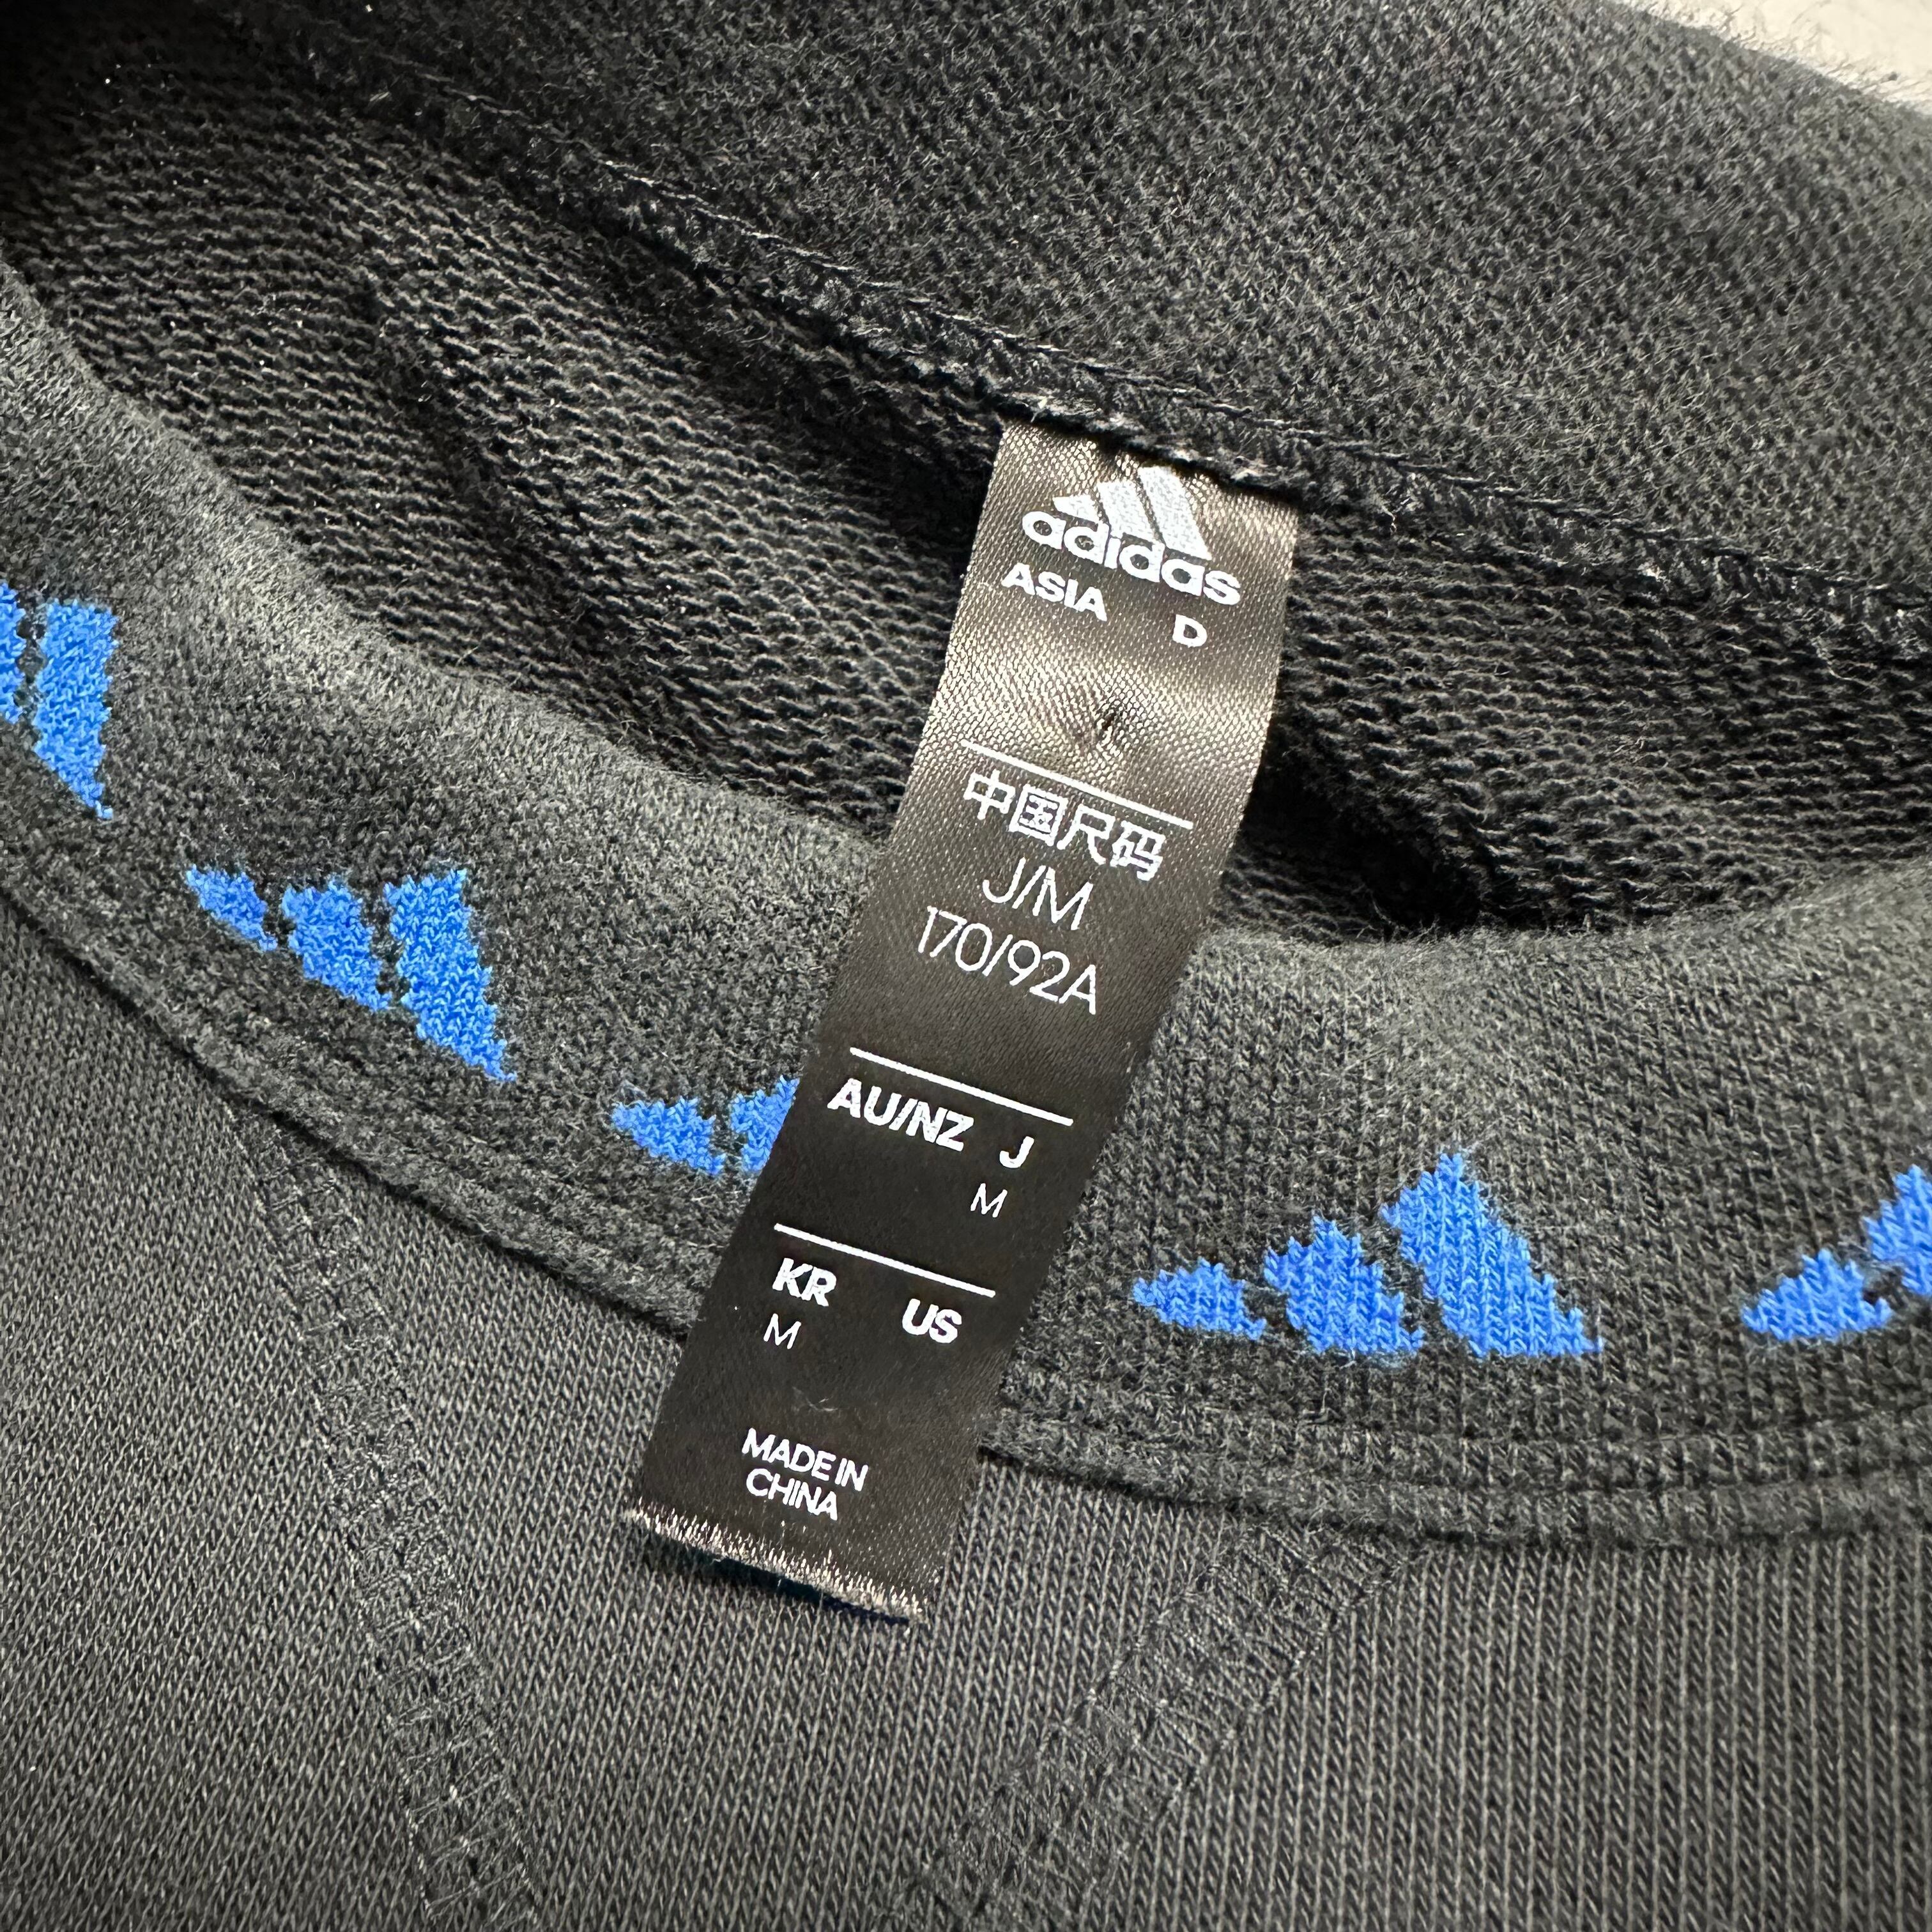 adidas
ASIA D
中国尺码
J/M
170/92A
AU/NZ J
M
KR US
M
MADE IN
CHINA